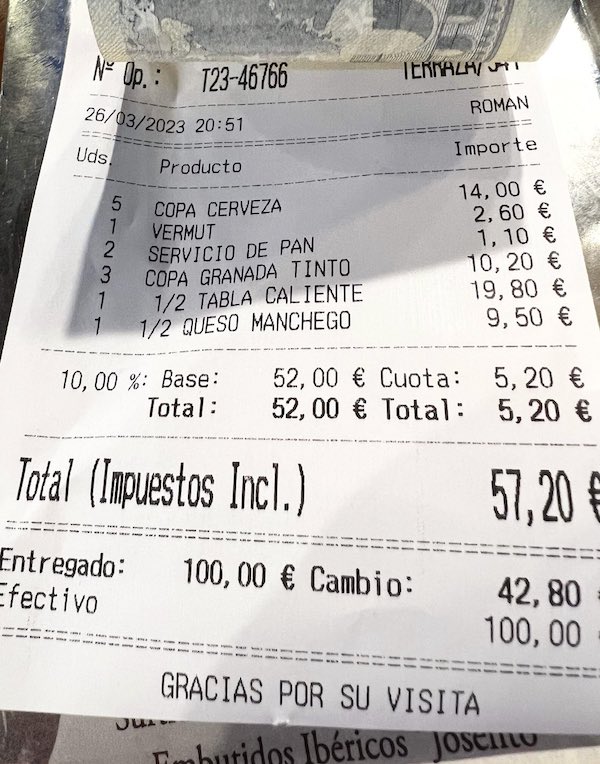 Nº Op.: T23-46766 TERRAZA/541
26/03/2023 20:51 ROMAN
Uds. Producto Importe
5 COPA CERVEZA 14,00 €
1 VERMUT 2,60 €
2 SERVICIO DE PAN 1,10 €
3 COPA GRANADA TINTO 10,20 €
1 1/2 TABLA CALIENTE 19,80 €
1 1/2 QUESO MANCHEGO 9,50 €
10,00 %: Base: 52,00 € Cuota: 5,20 €
Total: 52,00 € Total: 5,20 €
Total (Impuestos Incl.) 57,20 €
Entregado: 100,00 € Cambio: 42,80
Efectivo 100,00
GRACIAS POR SU VISITA
Embutidos Ibéricos Joselito